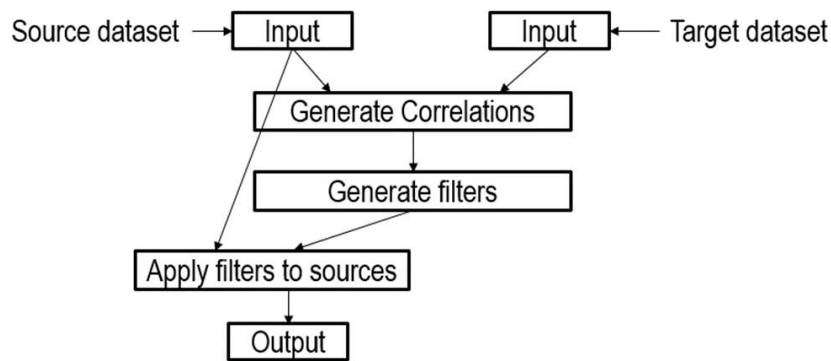 Source dataset
Input
Input
Target dataset
Generate Correlations
Generate filters
Apply filters to sources
Output